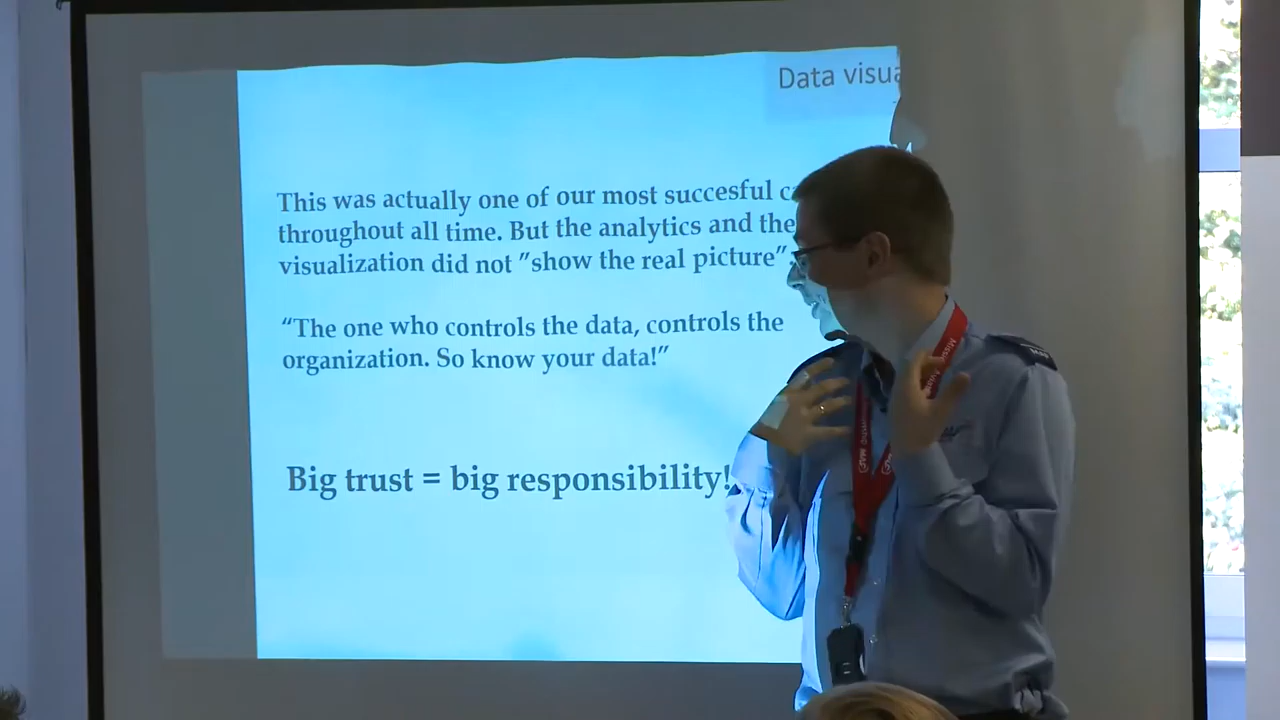 Data visua
This was actually one of our most succesful c
throughout all time. But the analytics and the
visualization did not ”show the real picture”.
“The one who controls the data, controls the
organization. So know your data!”
Big trust = big responsibility!